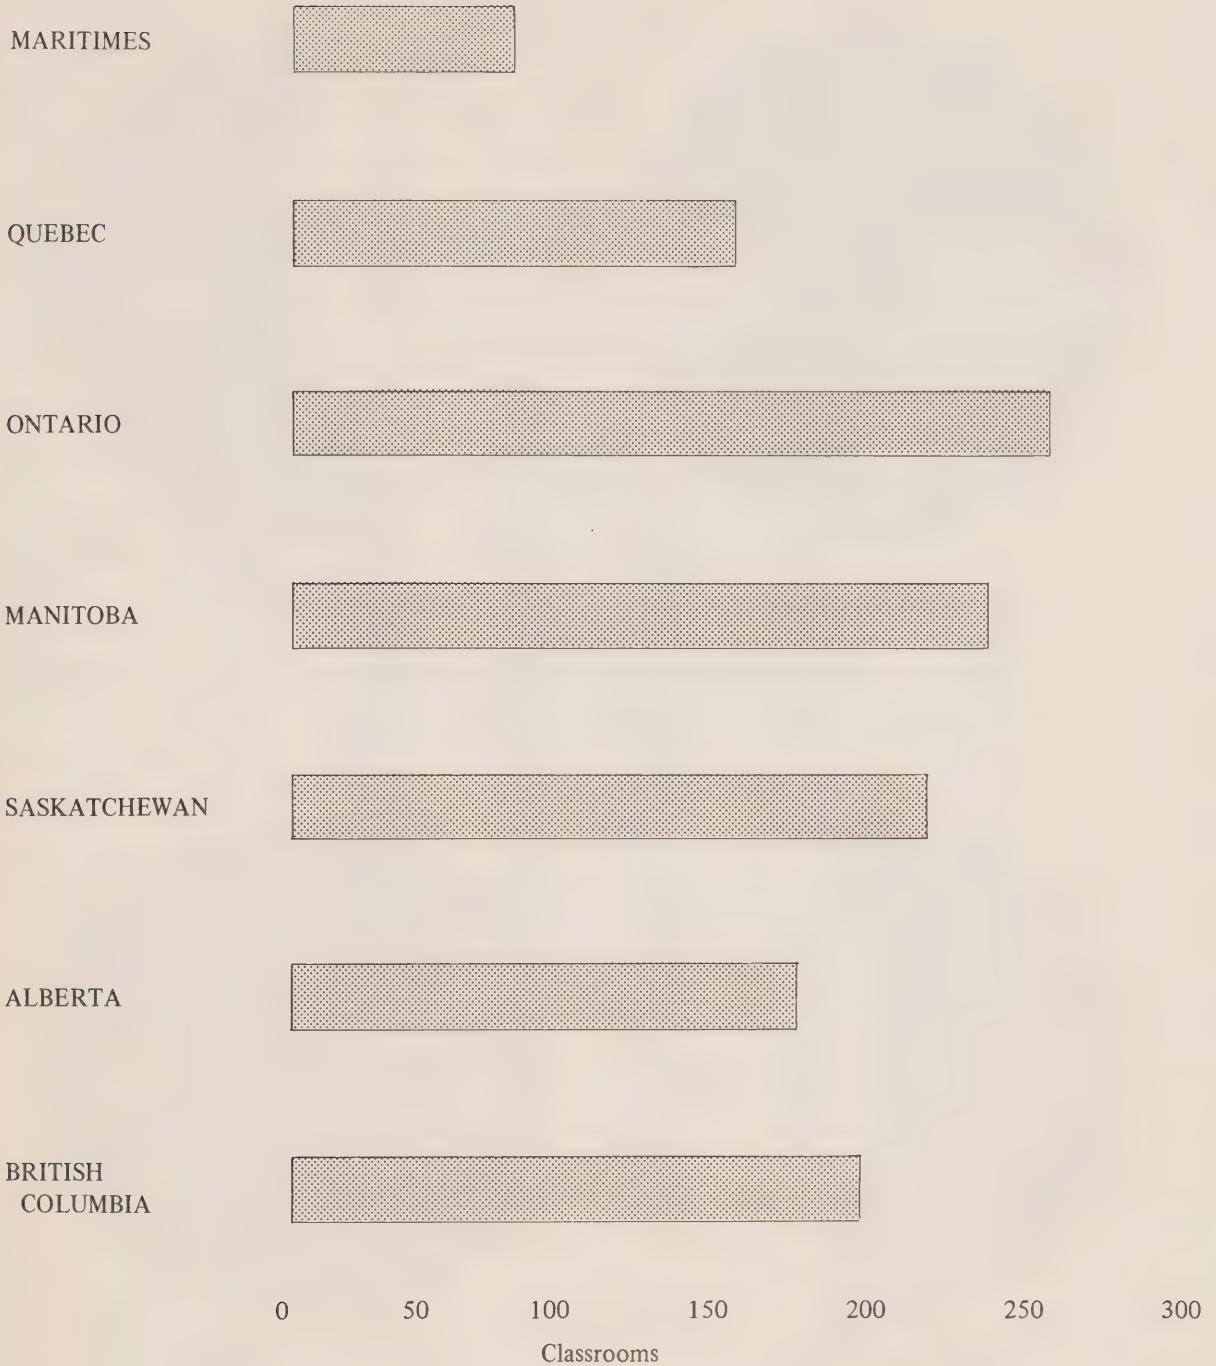 MARITIMES
QUEBEC
ONTARIO
MANITOBA
SASKATCHEWAN
ALBERTA
BRITISH
COLUMBIA
0 50 100 150 200 250 300
Classrooms